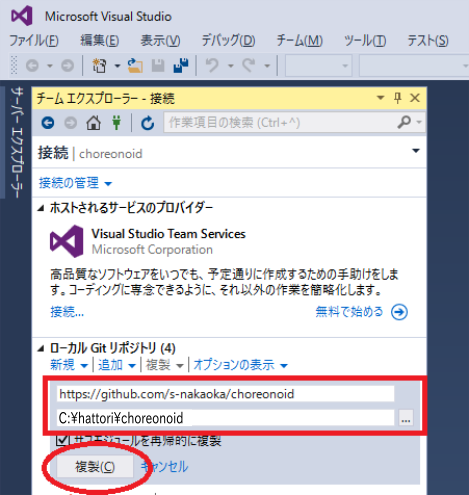 Microsoft Visual Studio
ファイル(F) 編集(E) 表示(V) デバッグ(D) チーム(M) ツール(T) テスト(S)
サーバー エクスプローラー
チーム エクスプローラー - 接続
作業項目の検索 (Ctrl+^)
接続 | choreonoid
接続の管理
ホストされるサービスのプロバイダー
Visual Studio Team Services
Microsoft Corporation
高品質なソフトウェアをいつでも、予定通りに作成するための手助けをしま
す。コーディングに専念できるように、それ以外の作業を簡略化します。
接続... 無料で始める
ローカル Git リポジトリ (4)
新規 | 追加 | 複製 | オプションの表示
https://github.com/s-nakaoka/choreonoid
C:¥hattori¥choreonoid ...
サブモジュールを再帰的に複製
複製(C) キャンセル